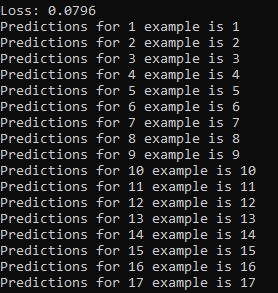 Loss: 0.0796
Predictions for 1 example is 1
Predictions for 2 example is 2
Predictions for 3 example is 3
Predictions for 4 example is 4
Predictions for 5 example is 5
Predictions for 6 example is 6
Predictions for 7 example is 7
Predictions for 8 example is 8
Predictions for 9 example is 9
Predictions for 10 example is 10
Predictions for 11 example is 11
Predictions for 12 example is 12
Predictions for 13 example is 13
Predictions for 14 example is 14
Predictions for 15 example is 15
Predictions for 16 example is 16
Predictions for 17 example is 17